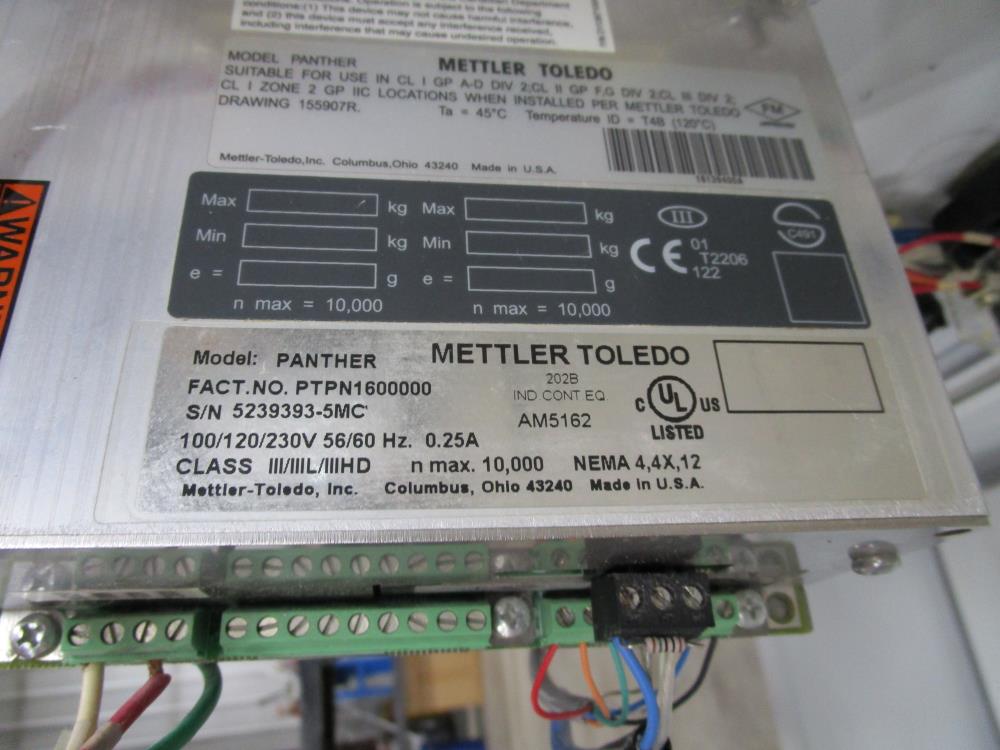 conditions:(1) This device may not cause harmful interference,
and (2) this device must accept any interference received,
including interference that may cause undesired operation.
MODEL PANTHER METTLER TOLEDO
SUITABLE FOR USE IN CL I GP A-D DIV 2;CL II GP F,G DIV 2;CL III DIV 2;
CL I ZONE 2 GP IIC LOCATIONS WHEN INSTALLED PER METTLER TOLEDO
DRAWING 155907R. Ta = 45°C Temperature ID = T4B (120°C)
FM
Mettler-Toledo,Inc. Columbus,Ohio 43240 Made in U.S.A.
WARN
Max kg Max kg
Min kg Min kg
e = g e = g
n max = 10,000 n max = 10,000
III
C491
CE 01
T2206
122
Model: PANTHER METTLER TOLEDO
FACT.NO. PTPN1600000
S/N 5239393-5MC
202B
IND CONT EQ
AM5162
C UL US
LISTED
100/120/230V 56/60 Hz. 0.25A
CLASS III/IIIL/IIIHD n max. 10,000 NEMA 4,4X,12
Mettler-Toledo, Inc. Columbus, Ohio 43240 Made in U.S.A.